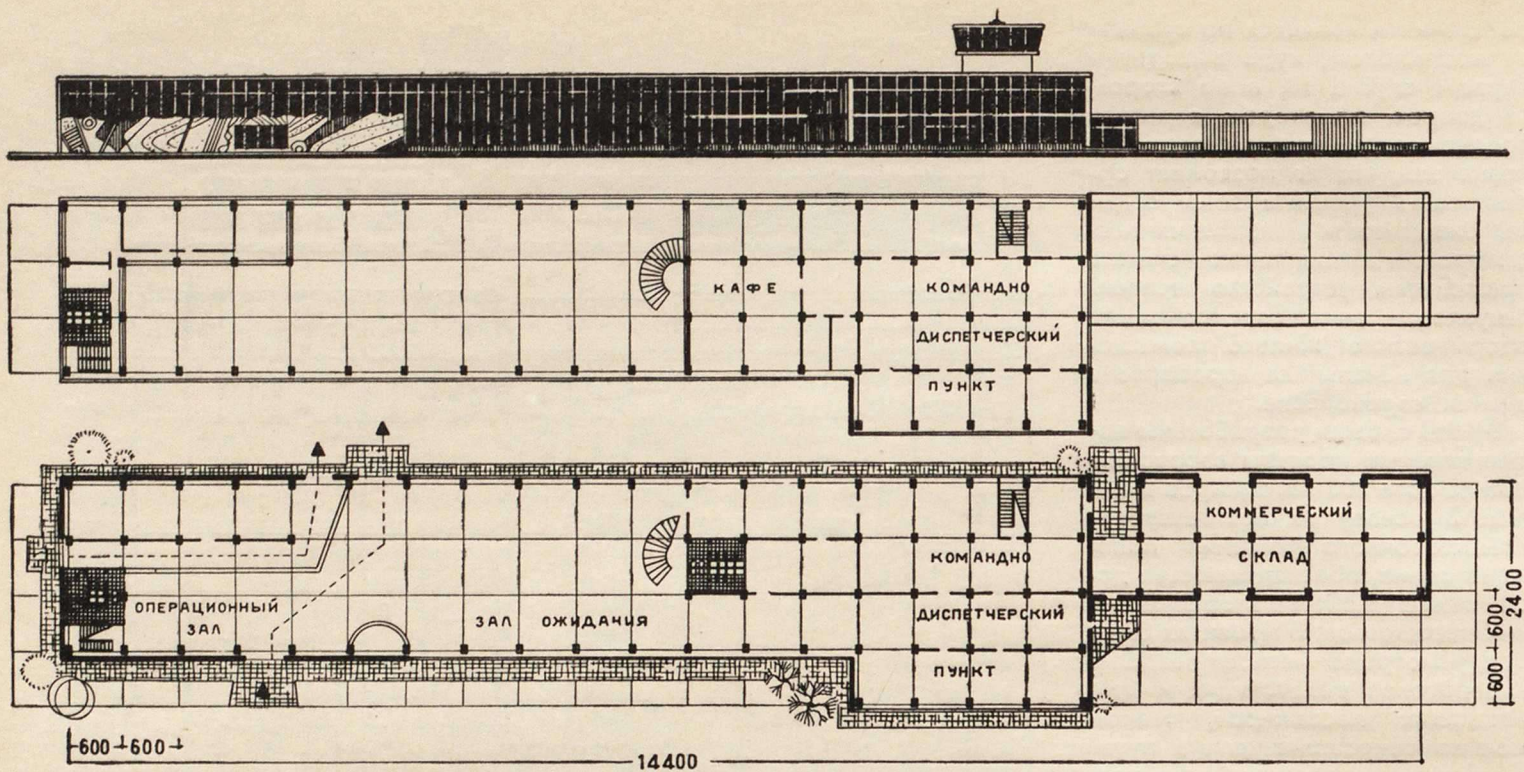 КАФЕ
КОМАНДНО
ДИСПЕТЧЕРСКИЙ
ПУНКТ
КОММЕРЧЕСКИЙ
СКЛАД
КОМАНДНО
ОПЕРАЦИОННЫЙ
ЗАЛ
ЗАЛ ОЖИДАНИЯ
ДИСПЕТЧЕРСКИЙ
ПУНКТ
600 600
2400
600 600
14400